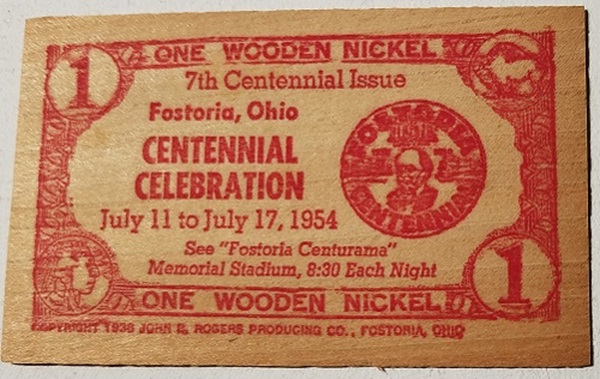 ONE WOODEN NICKEL
1
7th Centennial Issue
Fostoria, Ohio
CENTENNIAL
CELEBRATION
July 11 to July 17, 1954
See "Fostoria Centurama"
Memorial Stadium, 8:30 Each Night
FOSTORIA
CENTENNIAL
1
ONE WOODEN NICKEL
COPYRIGHT 1938 JOHN B. ROGERS PRODUCING CO., FOSTORIA, OHIO